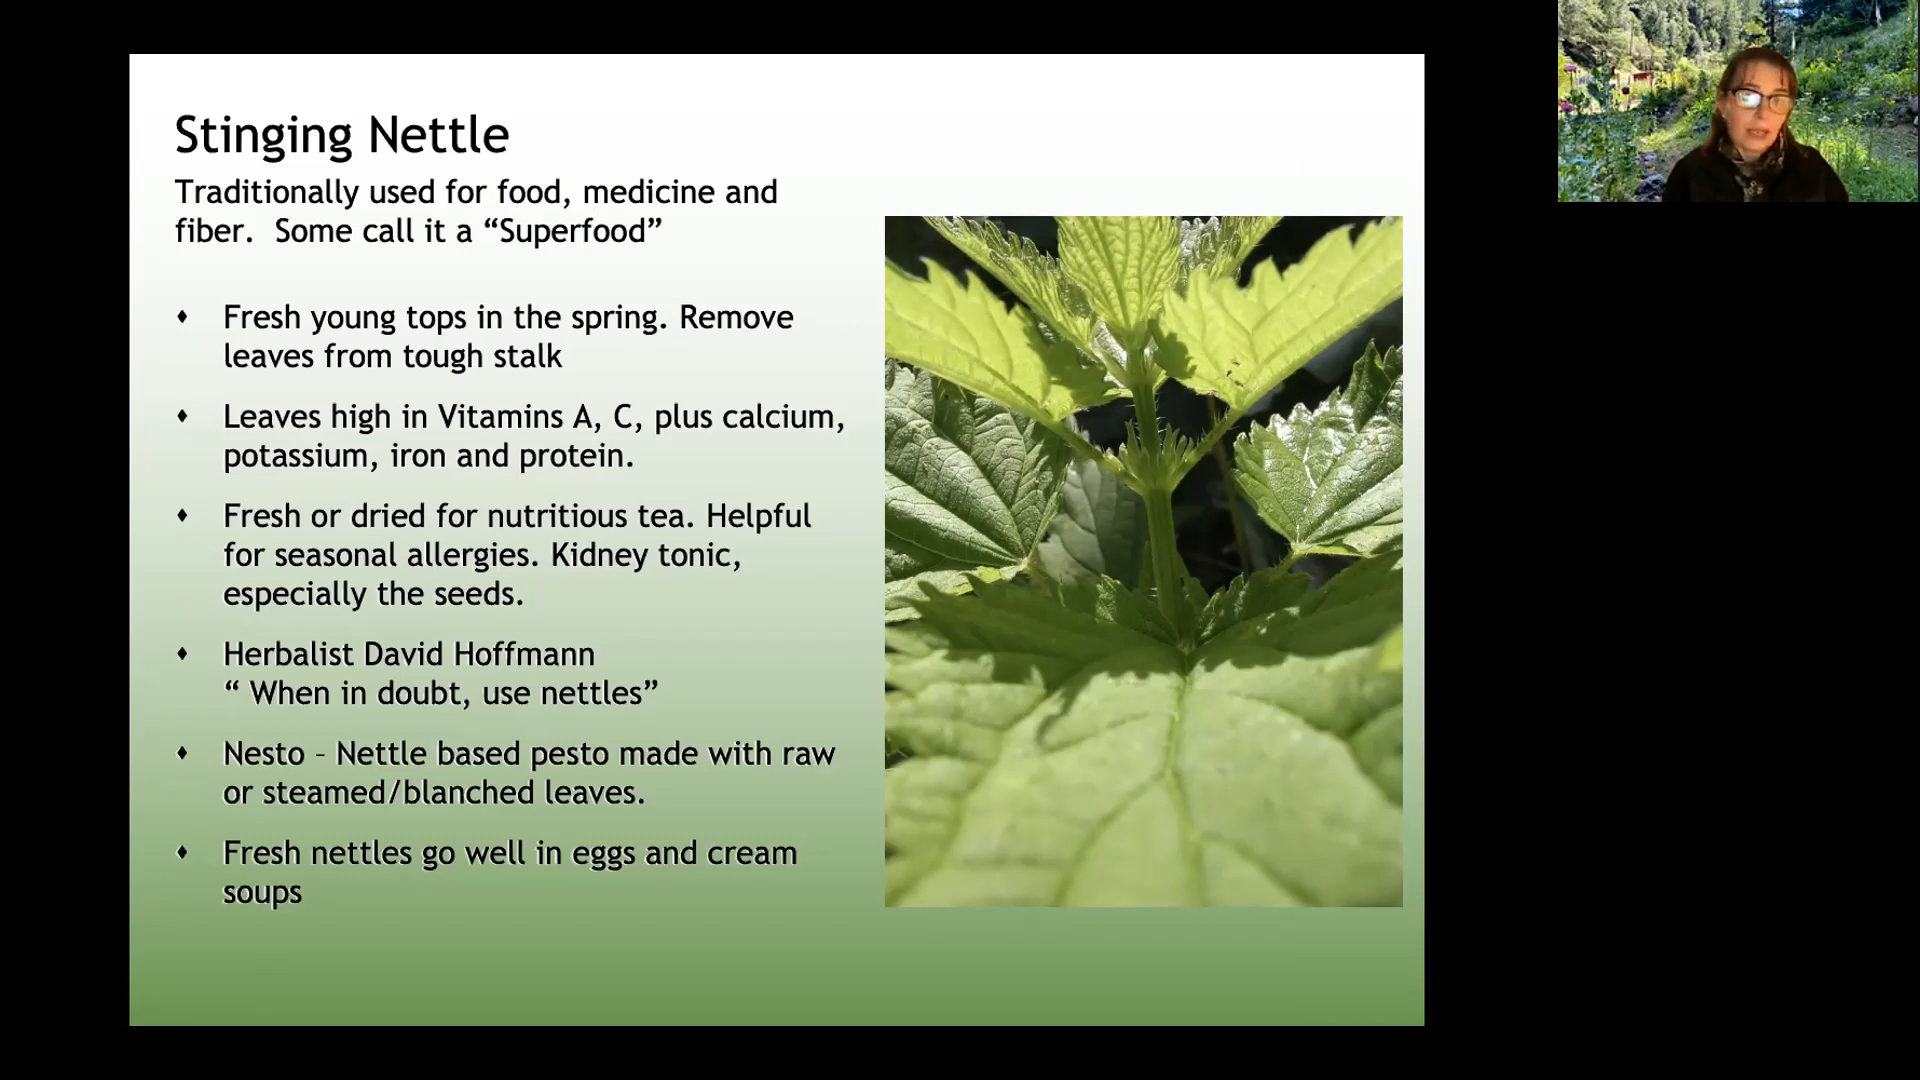 Stinging Nettle
Traditionally used for food, medicine and
fiber.  Some call it a “Superfood”
♦ Fresh young tops in the spring. Remove
leaves from tough stalk
♦ Leaves high in Vitamins A, C, plus calcium,
potassium, iron and protein.
♦ Fresh or dried for nutritious tea. Helpful
for seasonal allergies. Kidney tonic,
especially the seeds.
♦ Herbalist David Hoffmann
“ When in doubt, use nettles”
♦ Nesto – Nettle based pesto made with raw
or steamed/blanched leaves.
♦ Fresh nettles go well in eggs and cream
soups